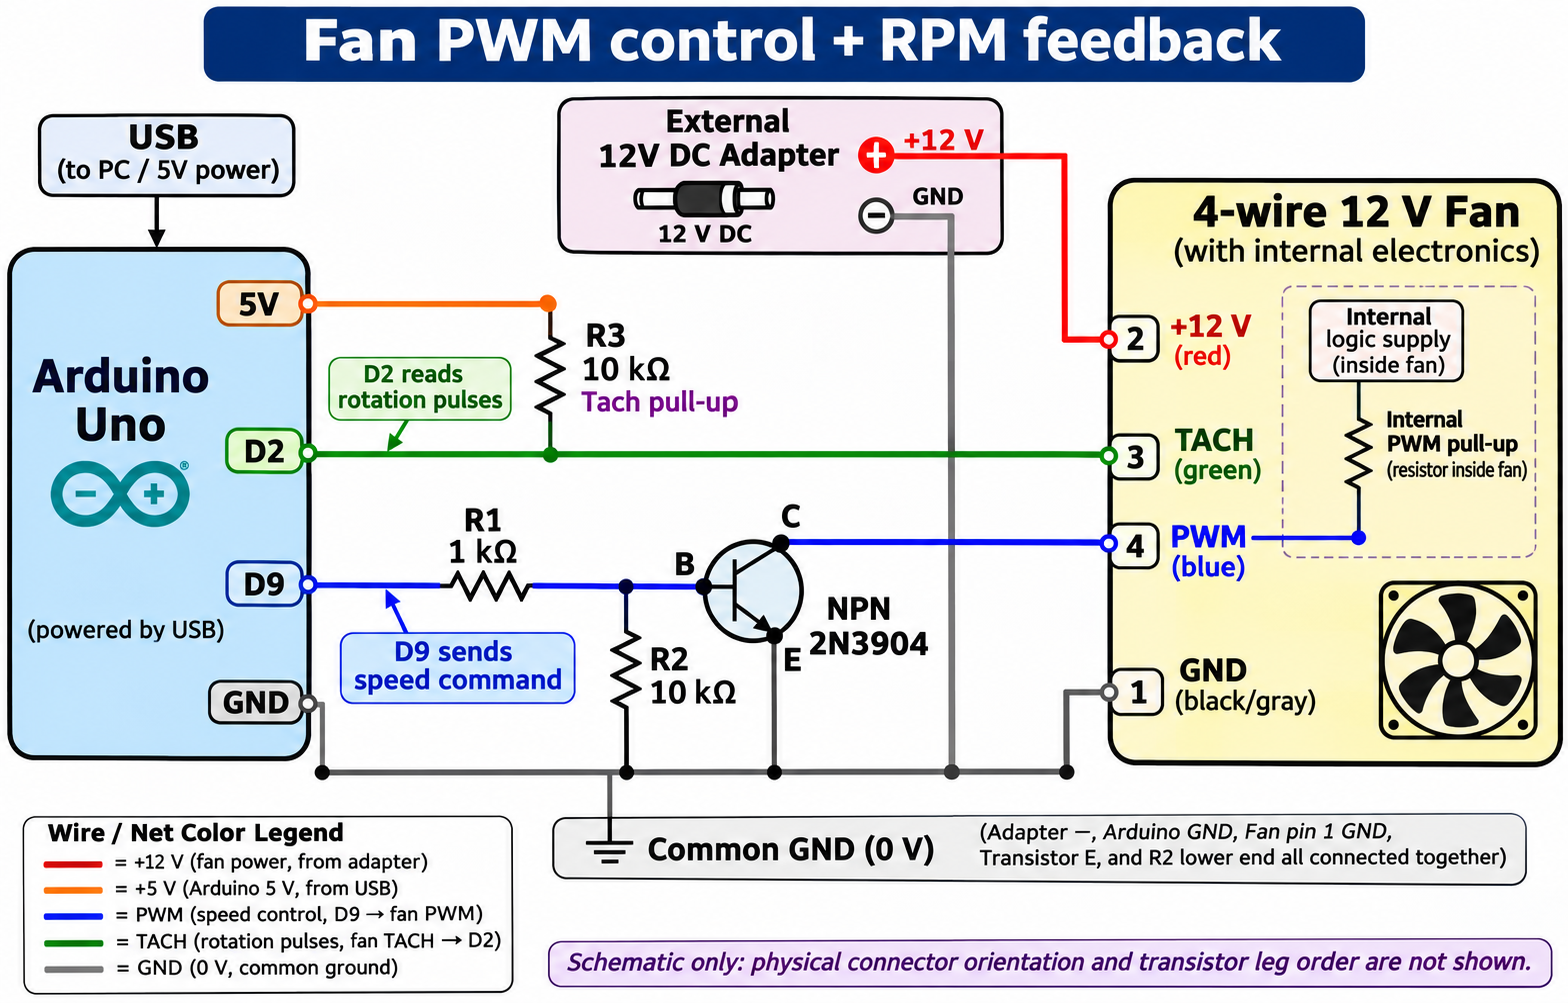 Fan PWM control + RPM feedback
USB
(to PC / 5V power)
External
12V DC Adapter
12 V DC
+
+12 V
−
GND
4-wire 12 V Fan
(with internal electronics)
Arduino
Uno
− +
®
(powered by USB)
5V
D2
D9
GND
D2 reads
rotation pulses
R3
10 kΩ
Tach pull-up
R1
1 kΩ
D9 sends
speed command
R2
10 kΩ
B
C
E
NPN
2N3904
2
+12 V
(red)
3
TACH
(green)
4
PWM
(blue)
1
GND
(black/gray)
Internal
logic supply
(inside fan)
Internal
PWM pull-up
(resistor inside fan)
Wire / Net Color Legend
= +12 V (fan power, from adapter)
= +5 V (Arduino 5 V, from USB)
= PWM (speed control, D9 → fan PWM)
= TACH (rotation pulses, fan TACH → D2)
= GND (0 V, common ground)
Common GND (0 V)
(Adapter −, Arduino GND, Fan pin 1 GND,
Transistor E, and R2 lower end all connected together)
Schematic only: physical connector orientation and transistor leg order are not shown.